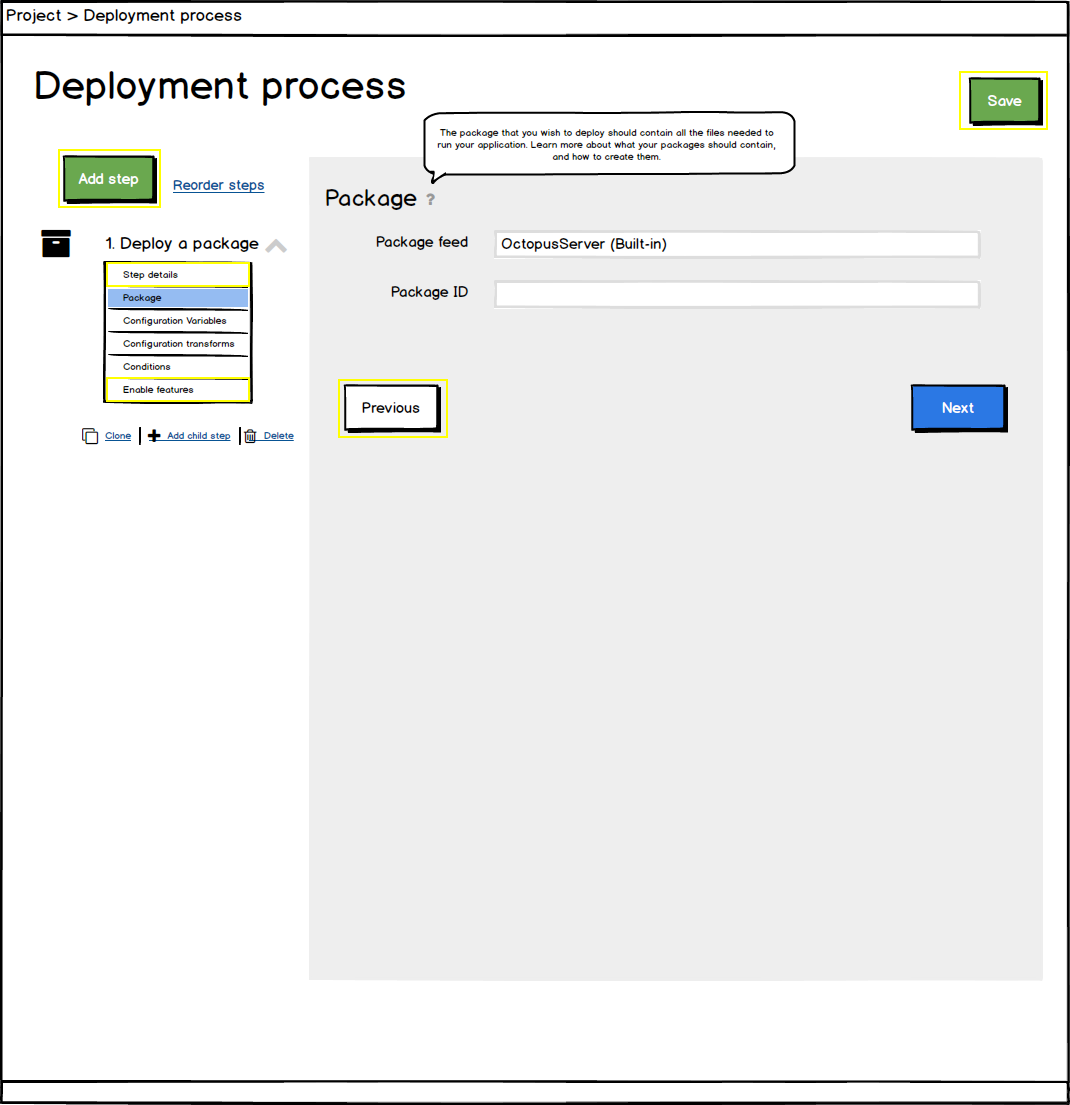 Project > Deployment process
Deployment process
Save
The package that you wish to deploy should contain all the files needed to
run your application. Learn more about what your packages should contain,
and how to create them.
Add step
Reorder steps
Package ?
1. Deploy a package
Package feed
OctopusServer (Built-in)
Step details
Package
Package ID
Configuration Variables
Configuration transforms
Conditions
Enable features
Previous
Next
Clone
Add child step
Delete